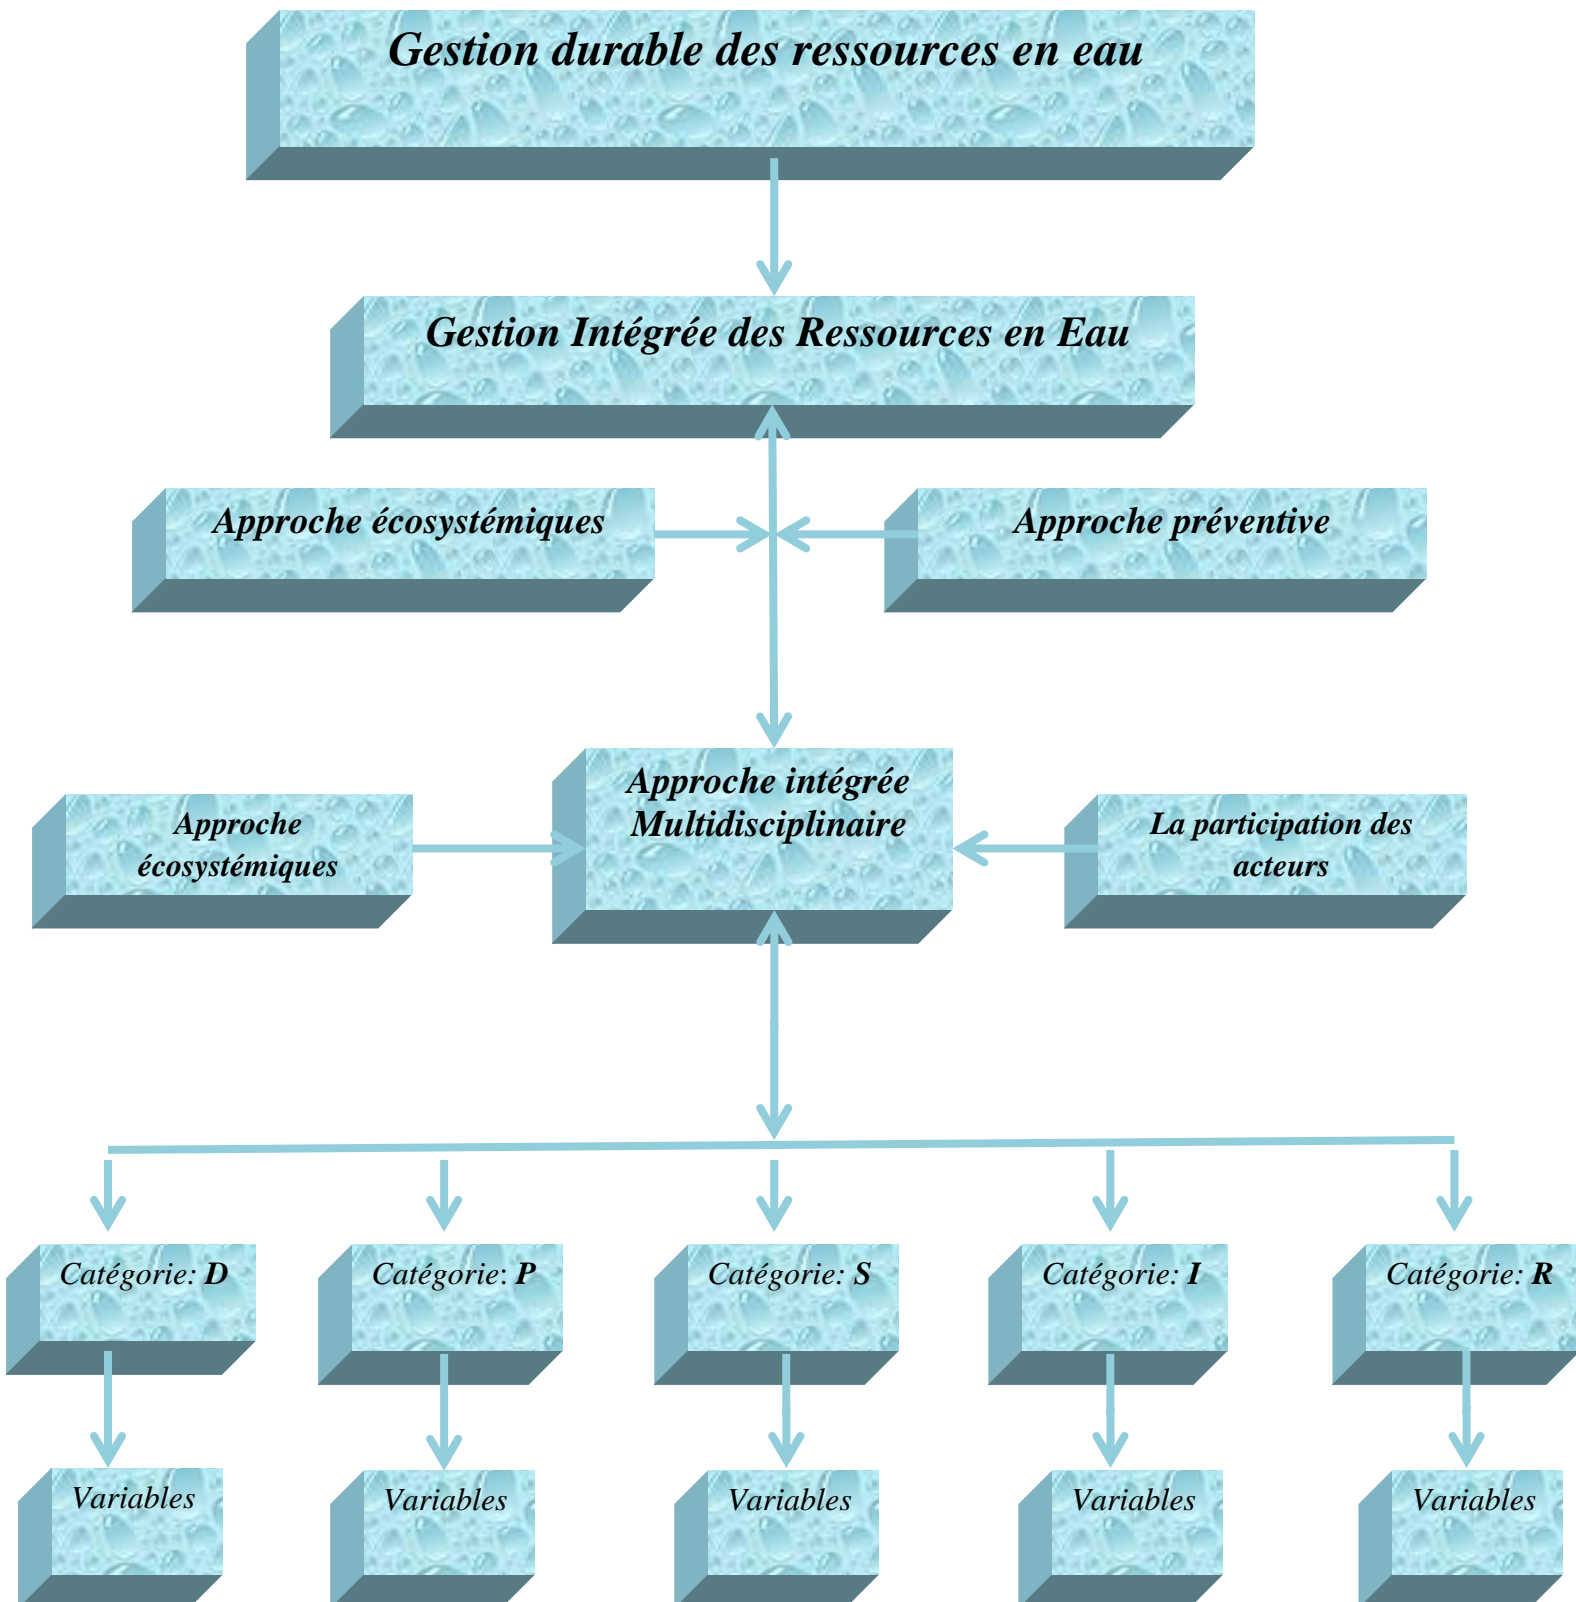 Gestion durable des ressources en eau
Gestion Intégrée des Ressources en Eau
Approche écosystémiques
Approche préventive
Approche intégrée
Multidisciplinaire
Approche
écosystémiques
La participation des
acteurs
Catégorie: D
Catégorie: P
Catégorie: S
Catégorie: I
Catégorie: R
Variables
Variables
Variables
Variables
Variables